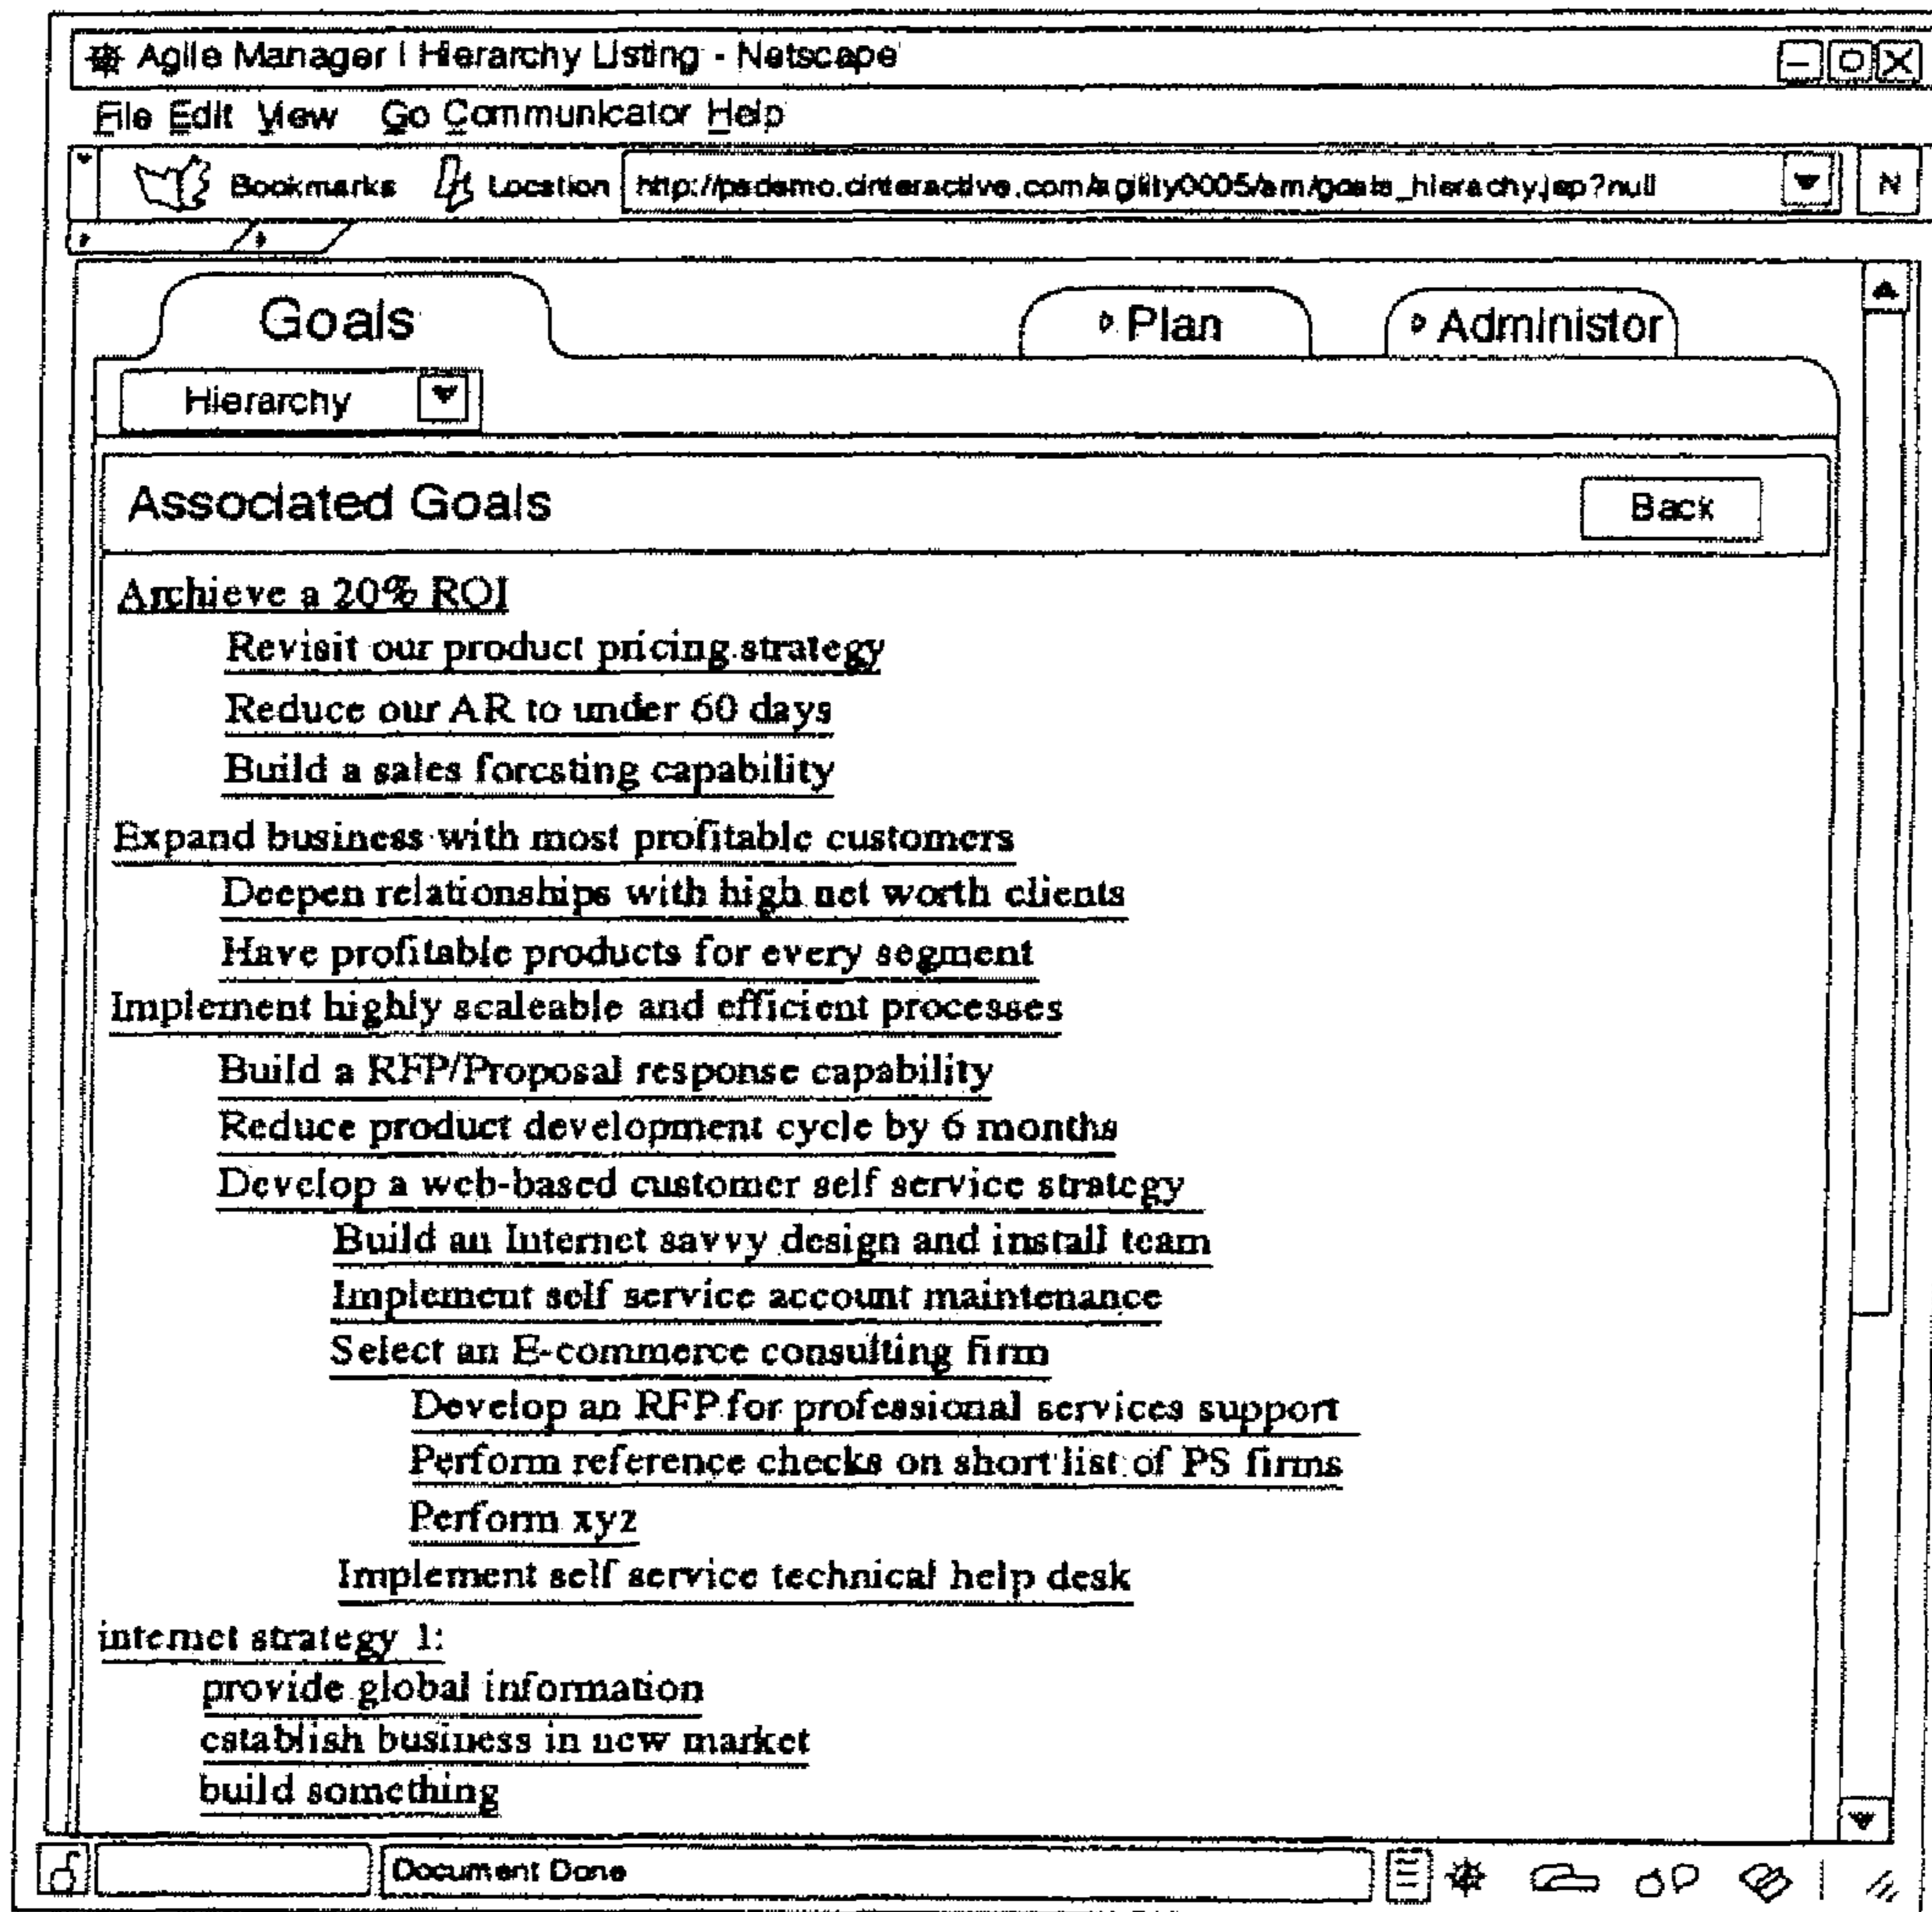 Agile Manager | Hierarchy Listing - Netscape
File Edit View Go Communicator Help
Bookmarks Location http://psdemo.cinteractive.com/agility0005/am/goals_hierachy.jsp?null N
Goals Plan Administor
Hierarchy
Associated Goals Back
Archieve a 20% ROI
Revisit our product pricing strategy
Reduce our AR to under 60 days
Build a sales forcsting capability
Expand business with most profitable customers
Deepen relationships with high net worth clients
Have profitable products for every segment
Implement highly scaleable and efficient processes
Build a RFP/Proposal response capability
Reduce product development cycle by 6 months
Develop a web-based customer self service strategy
Build an Internet savvy design and install team
Implement self service account maintenance
Select an E-commerce consulting firm
Develop an RFP for professional services support
Perform reference checks on short list of PS firms
Perform xyz
Implement self service technical help desk
internet strategy 1:
provide global information
establish business in new market
build something
Document Done